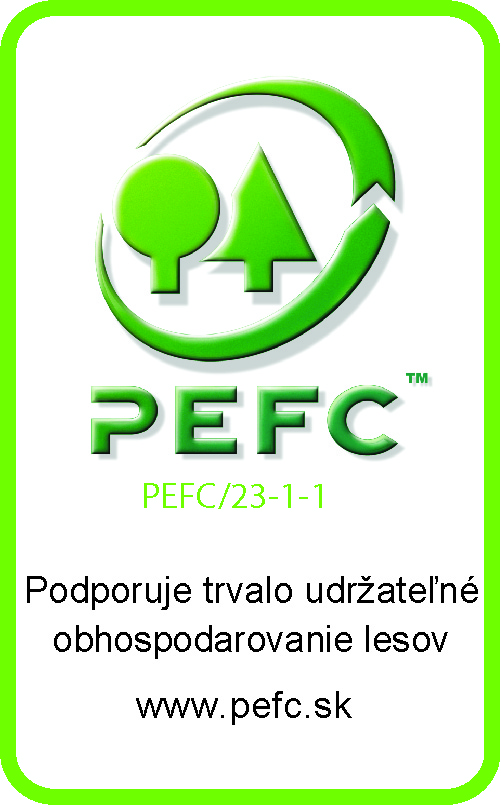 PEFC™
PEFC/23-1-1
Podporuje trvalo udržateľné
obhospodarovanie lesov
www.pefc.sk